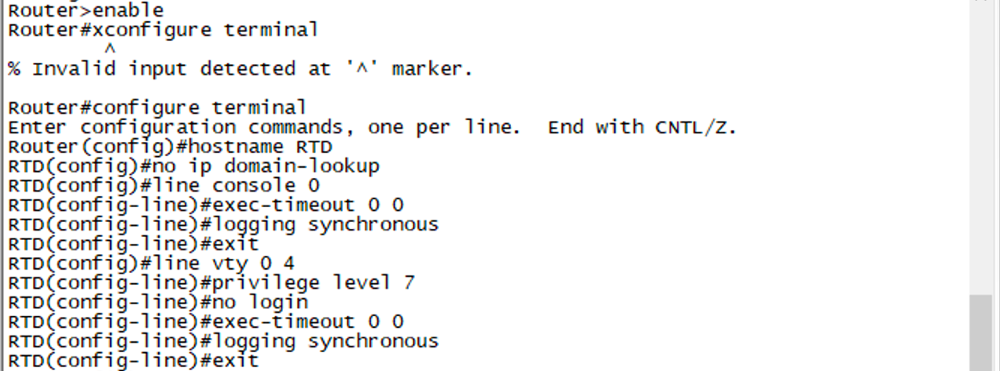 Router>enable
Router#xconfigure terminal
^
% Invalid input detected at '^' marker.
Router#configure terminal
Enter configuration commands, one per line.  End with CNTL/Z.
Router(config)#hostname RTD
RTD(config)#no ip domain-lookup
RTD(config)#line console 0
RTD(config-line)#exec-timeout 0 0
RTD(config-line)#logging synchronous
RTD(config-line)#exit
RTD(config)#line vty 0 4
RTD(config-line)#privilege level 7
RTD(config-line)#no login
RTD(config-line)#exec-timeout 0 0
RTD(config-line)#logging synchronous
RTD(config-line)#exit